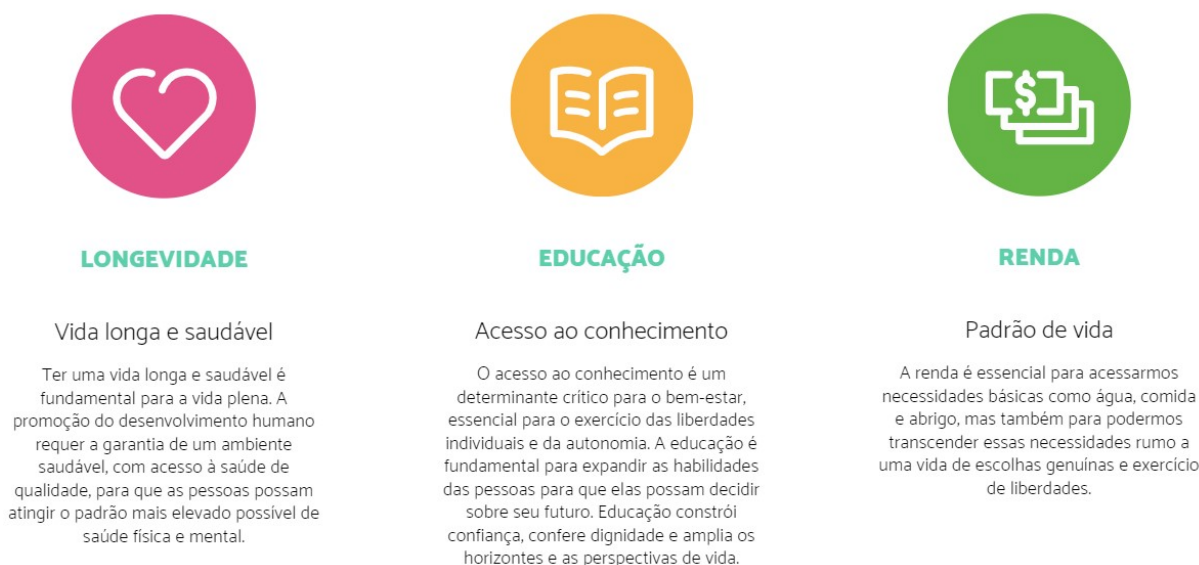 LONGEVIDADE
Vida longa e saudável
Ter uma vida longa e saudável é
fundamental para a vida plena. A
promoção do desenvolvimento humano
requer a garantia de um ambiente
saudável, com acesso à saúde de
qualidade, para que as pessoas possam
atingir o padrão mais elevado possível de
saúde física e mental.
EDUCAÇÃO
Acesso ao conhecimento
O acesso ao conhecimento é um
determinante crítico para o bem-estar,
essencial para o exercício das liberdades
individuais e da autonomia. A educação é
fundamental para expandir as habilidades
das pessoas para que elas possam decidir
sobre seu futuro. Educação constrói
confiança, confere dignidade e amplia os
horizontes e as perspectivas de vida.
$
RENDA
Padrão de vida
A renda é essencial para acessarmos
necessidades básicas como água, comida
e abrigo, mas também para podermos
transcender essas necessidades rumo a
uma vida de escolhas genuínas e exercício
de liberdades.